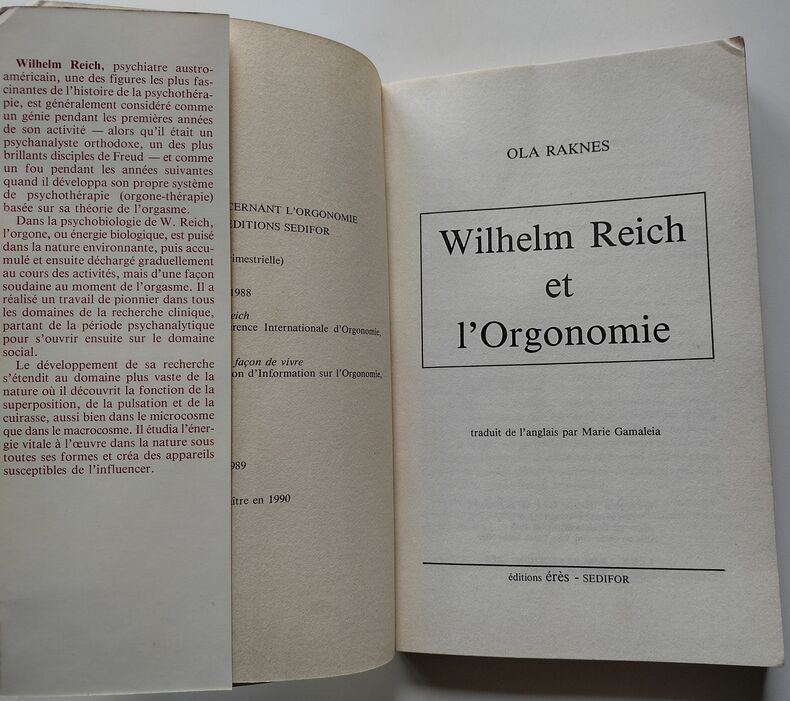 Wilhelm Reich, psychiatre austro-
américain, une des figures les plus fas-
cinantes de l'histoire de la psychothéra-
pie, est généralement considéré comme
un génie pendant les premières années
de son activité — alors qu'il était un
psychanalyste orthodoxe, un des plus
brillants disciples de Freud — et comme
un fou pendant les années suivantes
quand il développa son propre système
de psychothérapie (orgone-thérapie)
basée sur sa théorie de l'orgasme.
Dans la psychobiologie de W. Reich,
l'orgone, ou énergie biologique, est puisé
dans la nature environnante, puis accu-
mulé et ensuite déchargé graduellement
au cours des activités, mais d'une façon
soudaine au moment de l'orgasme. Il a
réalisé un travail de pionnier dans tous
les domaines de la recherche clinique,
partant de la période psychanalytique
pour s'ouvrir ensuite sur le domaine
social.
Le développement de sa recherche
s'étendit au domaine plus vaste de la
nature où il découvrit la fonction de la
superposition, de la pulsation et de la
cuirasse, aussi bien dans le microcosme
que dans le macrocosme. Il étudia l'éner-
gie vitale à l'œuvre dans la nature sous
toutes ses formes et créa des appareils
susceptibles de l'influencer.
CERNANT L'ORGONOMIE
ÉDITIONS SEDIFOR
imestrielle)
1988
eich
rence Internationale d'Orgonomie,
façon de vivre
on d'Information sur l'Orgonomie,
989
aître en 1990
OLA RAKNES
Wilhelm Reich
et
l'Orgonomie
traduit de l'anglais par Marie Gamaleia
éditions érès - SEDIFOR